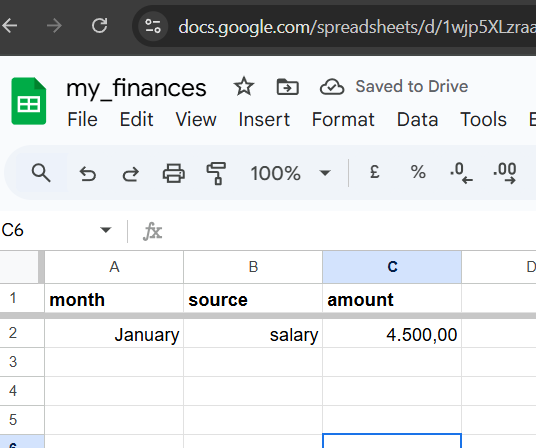 docs.google.com/spreadsheets/d/1wjp5XLzraa
my_finances Saved to Drive
File Edit View Insert Format Data Tools
100% £ % .0 .00
C6 fx
A B C D
1 month source amount
2 January salary 4.500,00
3
4
5
6